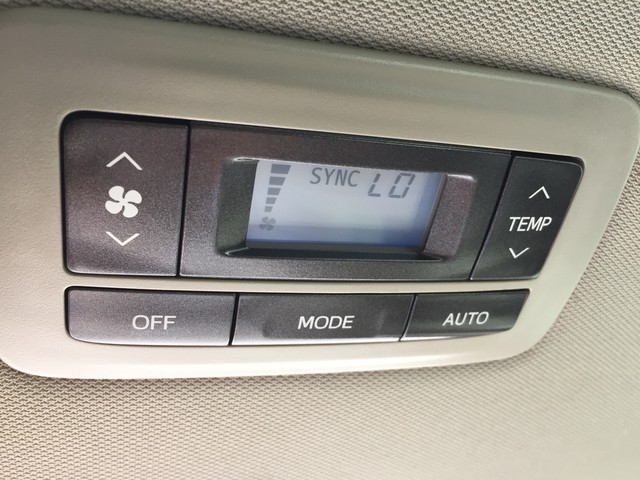 SYNC LO
TEMP
OFF MODE AUTO